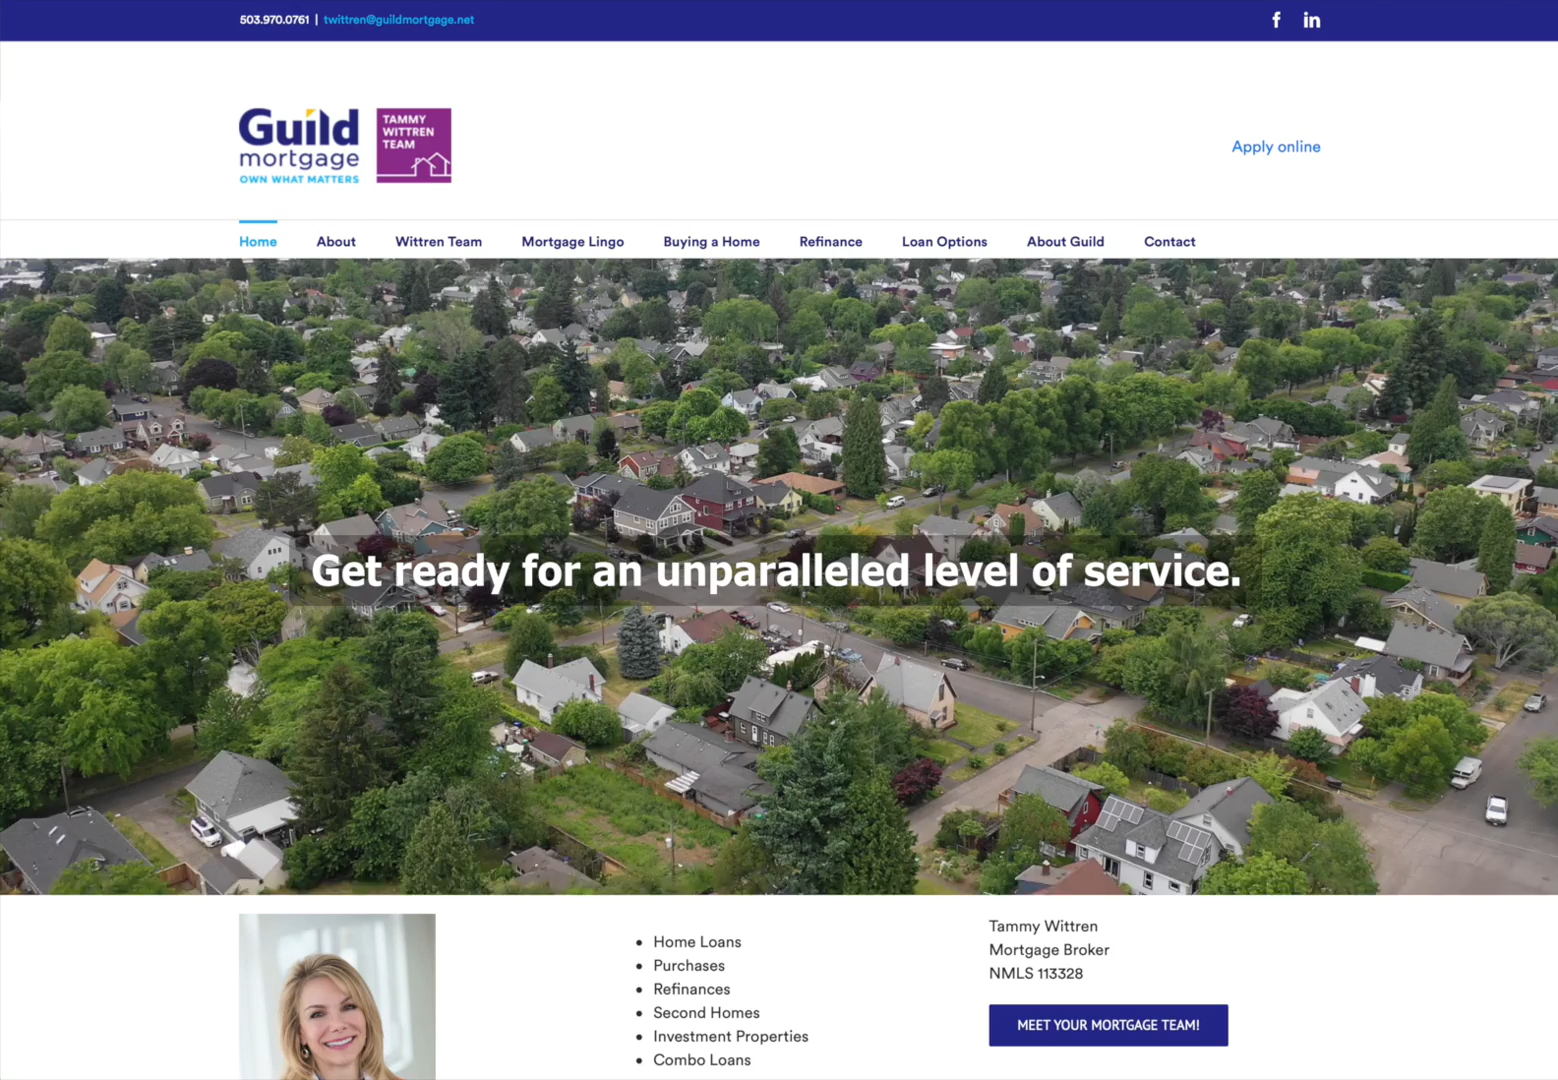 503.970.0761 | twittren@guildmortgage.net
Guild
mortgage
OWN WHAT MATTERS
TAMMY
WITTREN
TEAM
Apply online
Home About Wittren Team Mortgage Lingo Buying a Home Refinance Loan Options About Guild Contact
Get ready for an unparalleled level of service.
• Home Loans
• Purchases
• Refinances
• Second Homes
• Investment Properties
• Combo Loans
Tammy Wittren
Mortgage Broker
NMLS 113328
MEET YOUR MORTGAGE TEAM!